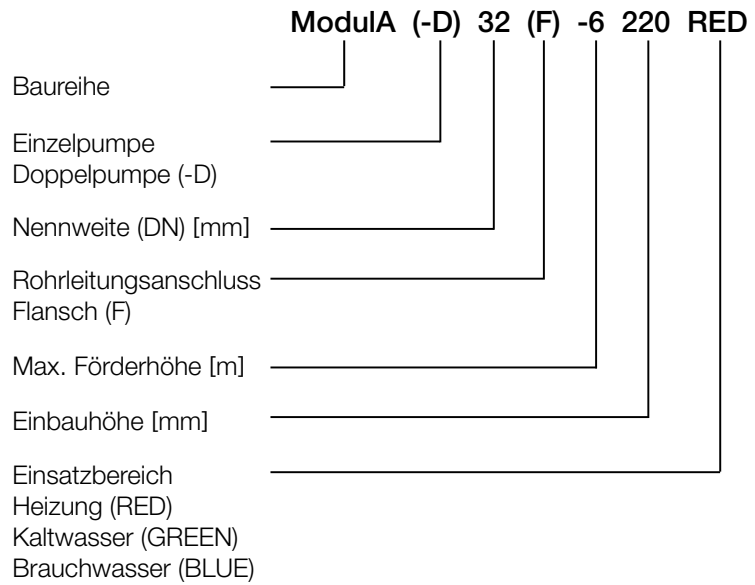 ModulA (-D) 32 (F) -6 220 RED
Baureihe
Einzelpumpe
Doppelpumpe (-D)
Nennweite (DN) [mm]
Rohrleitungsanschluss
Flansch (F)
Max. Förderhöhe [m]
Einbauhöhe [mm]
Einsatzbereich
Heizung (RED)
Kaltwasser (GREEN)
Brauchwasser (BLUE)